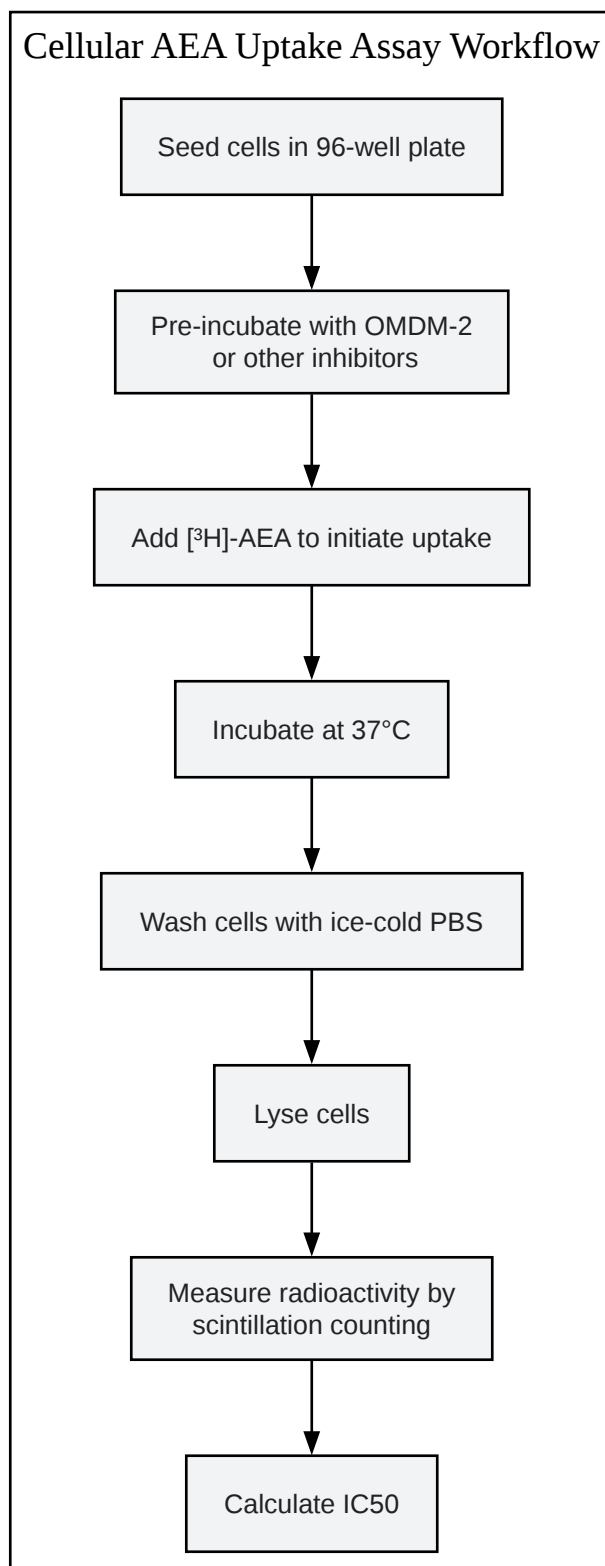 Cellular AEA Uptake Assay Workflow
Seed cells in 96-well plate
Pre-incubate with OMDM-2
or other inhibitors
Add [³H]-AEA to initiate uptake
Incubate at 37°C
Wash cells with ice-cold PBS
Lyse cells
Measure radioactivity by
scintillation counting
Calculate IC50